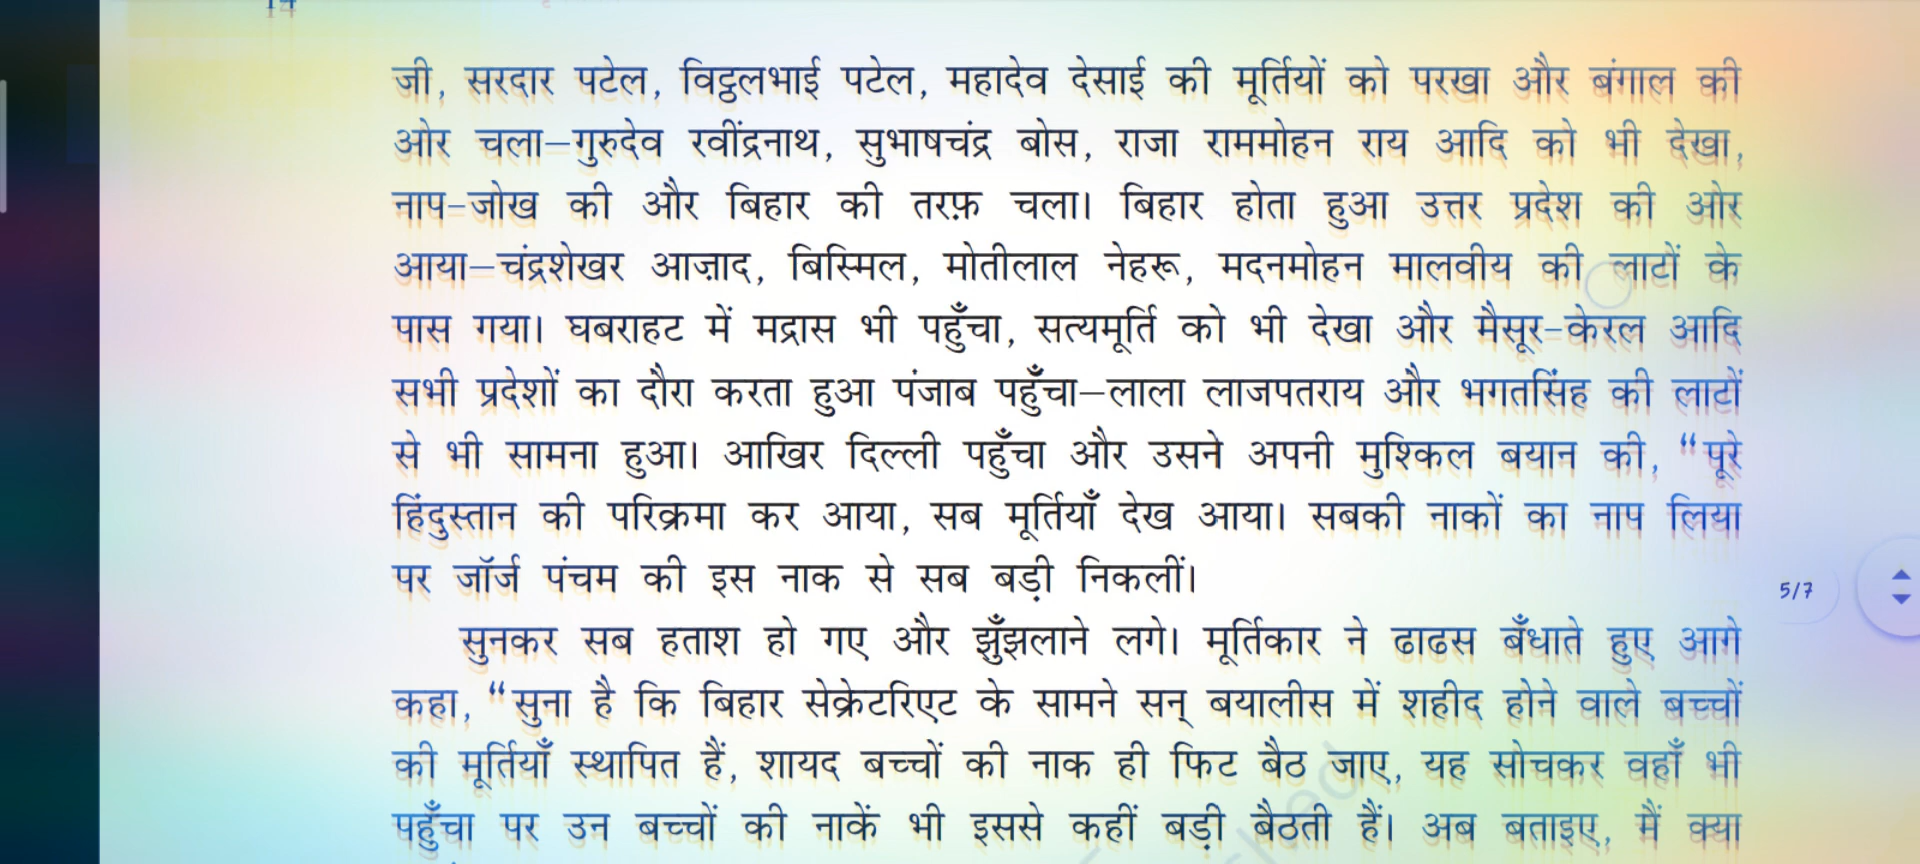 14
जी, सरदार पटेल, विट्ठलभाई पटेल, महादेव देसाई की मूर्तियों को परखा और बंगाल की
ओर चला–गुरुदेव रवींद्रनाथ, सुभाषचंद्र बोस, राजा राममोहन राय आदि को भी देखा,
नाप-जोख की और बिहार की तरफ़ चला। बिहार होता हुआ उत्तर प्रदेश की ओर
आया–चंद्रशेखर आज़ाद, बिस्मिल, मोतीलाल नेहरू, मदनमोहन मालवीय की लाटों के
पास गया। घबराहट में मद्रास भी पहुँचा, सत्यमूर्ति को भी देखा और मैसूर-केरल आदि
सभी प्रदेशों का दौरा करता हुआ पंजाब पहुँचा–लाला लाजपतराय और भगतसिंह की लाटों
से भी सामना हुआ। आखिर दिल्ली पहुँचा और उसने अपनी मुश्किल बयान की, “पूरे
हिंदुस्तान की परिक्रमा कर आया, सब मूर्तियाँ देख आया। सबकी नाकों का नाप लिया
पर जॉर्ज पंचम की इस नाक से सब बड़ी निकलीं।
5/7
सुनकर सब हताश हो गए और झुँझलाने लगे। मूर्तिकार ने ढाढस बँधाते हुए आगे
कहा, “सुना है कि बिहार सेक्रेटरिएट के सामने सन् बयालीस में शहीद होने वाले बच्चों
की मूर्तियाँ स्थापित हैं, शायद बच्चों की नाक ही फिट बैठ जाए, यह सोचकर वहाँ भी
पहुँचा पर उन बच्चों की नाकें भी इससे कहीं बड़ी बैठती हैं। अब बताइए, मैं क्या